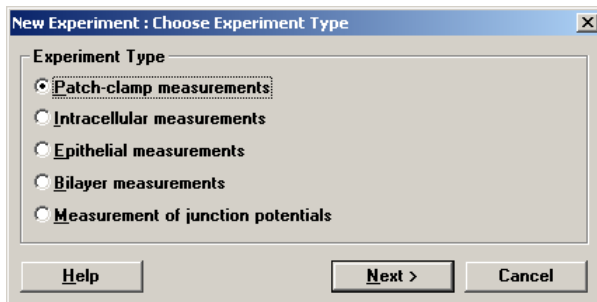 New Experiment : Choose Experiment Type
Experiment Type
Patch-clamp measurements
Intracellular measurements
Epithelial measurements
Bilayer measurements
Measurement of junction potentials
Help Next > Cancel